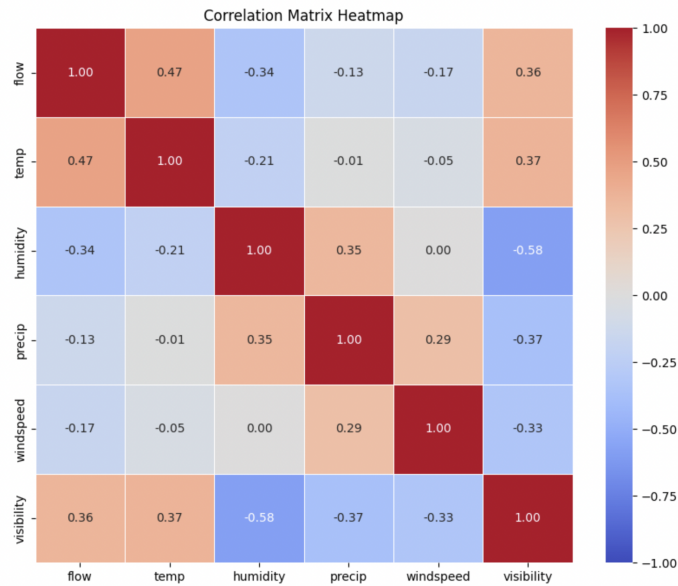 Correlation Matrix Heatmap
flow 1.00 0.47 -0.34 -0.13 -0.17 0.36
temp 0.47 1.00 -0.21 -0.01 -0.05 0.37
humidity -0.34 -0.21 1.00 0.35 0.00 -0.58
precip -0.13 -0.01 0.35 1.00 0.29 -0.37
windspeed -0.17 -0.05 0.00 0.29 1.00 -0.33
visibility 0.36 0.37 -0.58 -0.37 -0.33 1.00
flow temp humidity precip windspeed visibility
1.00
0.75
0.50
0.25
0.00
−0.25
−0.50
−0.75
−1.00